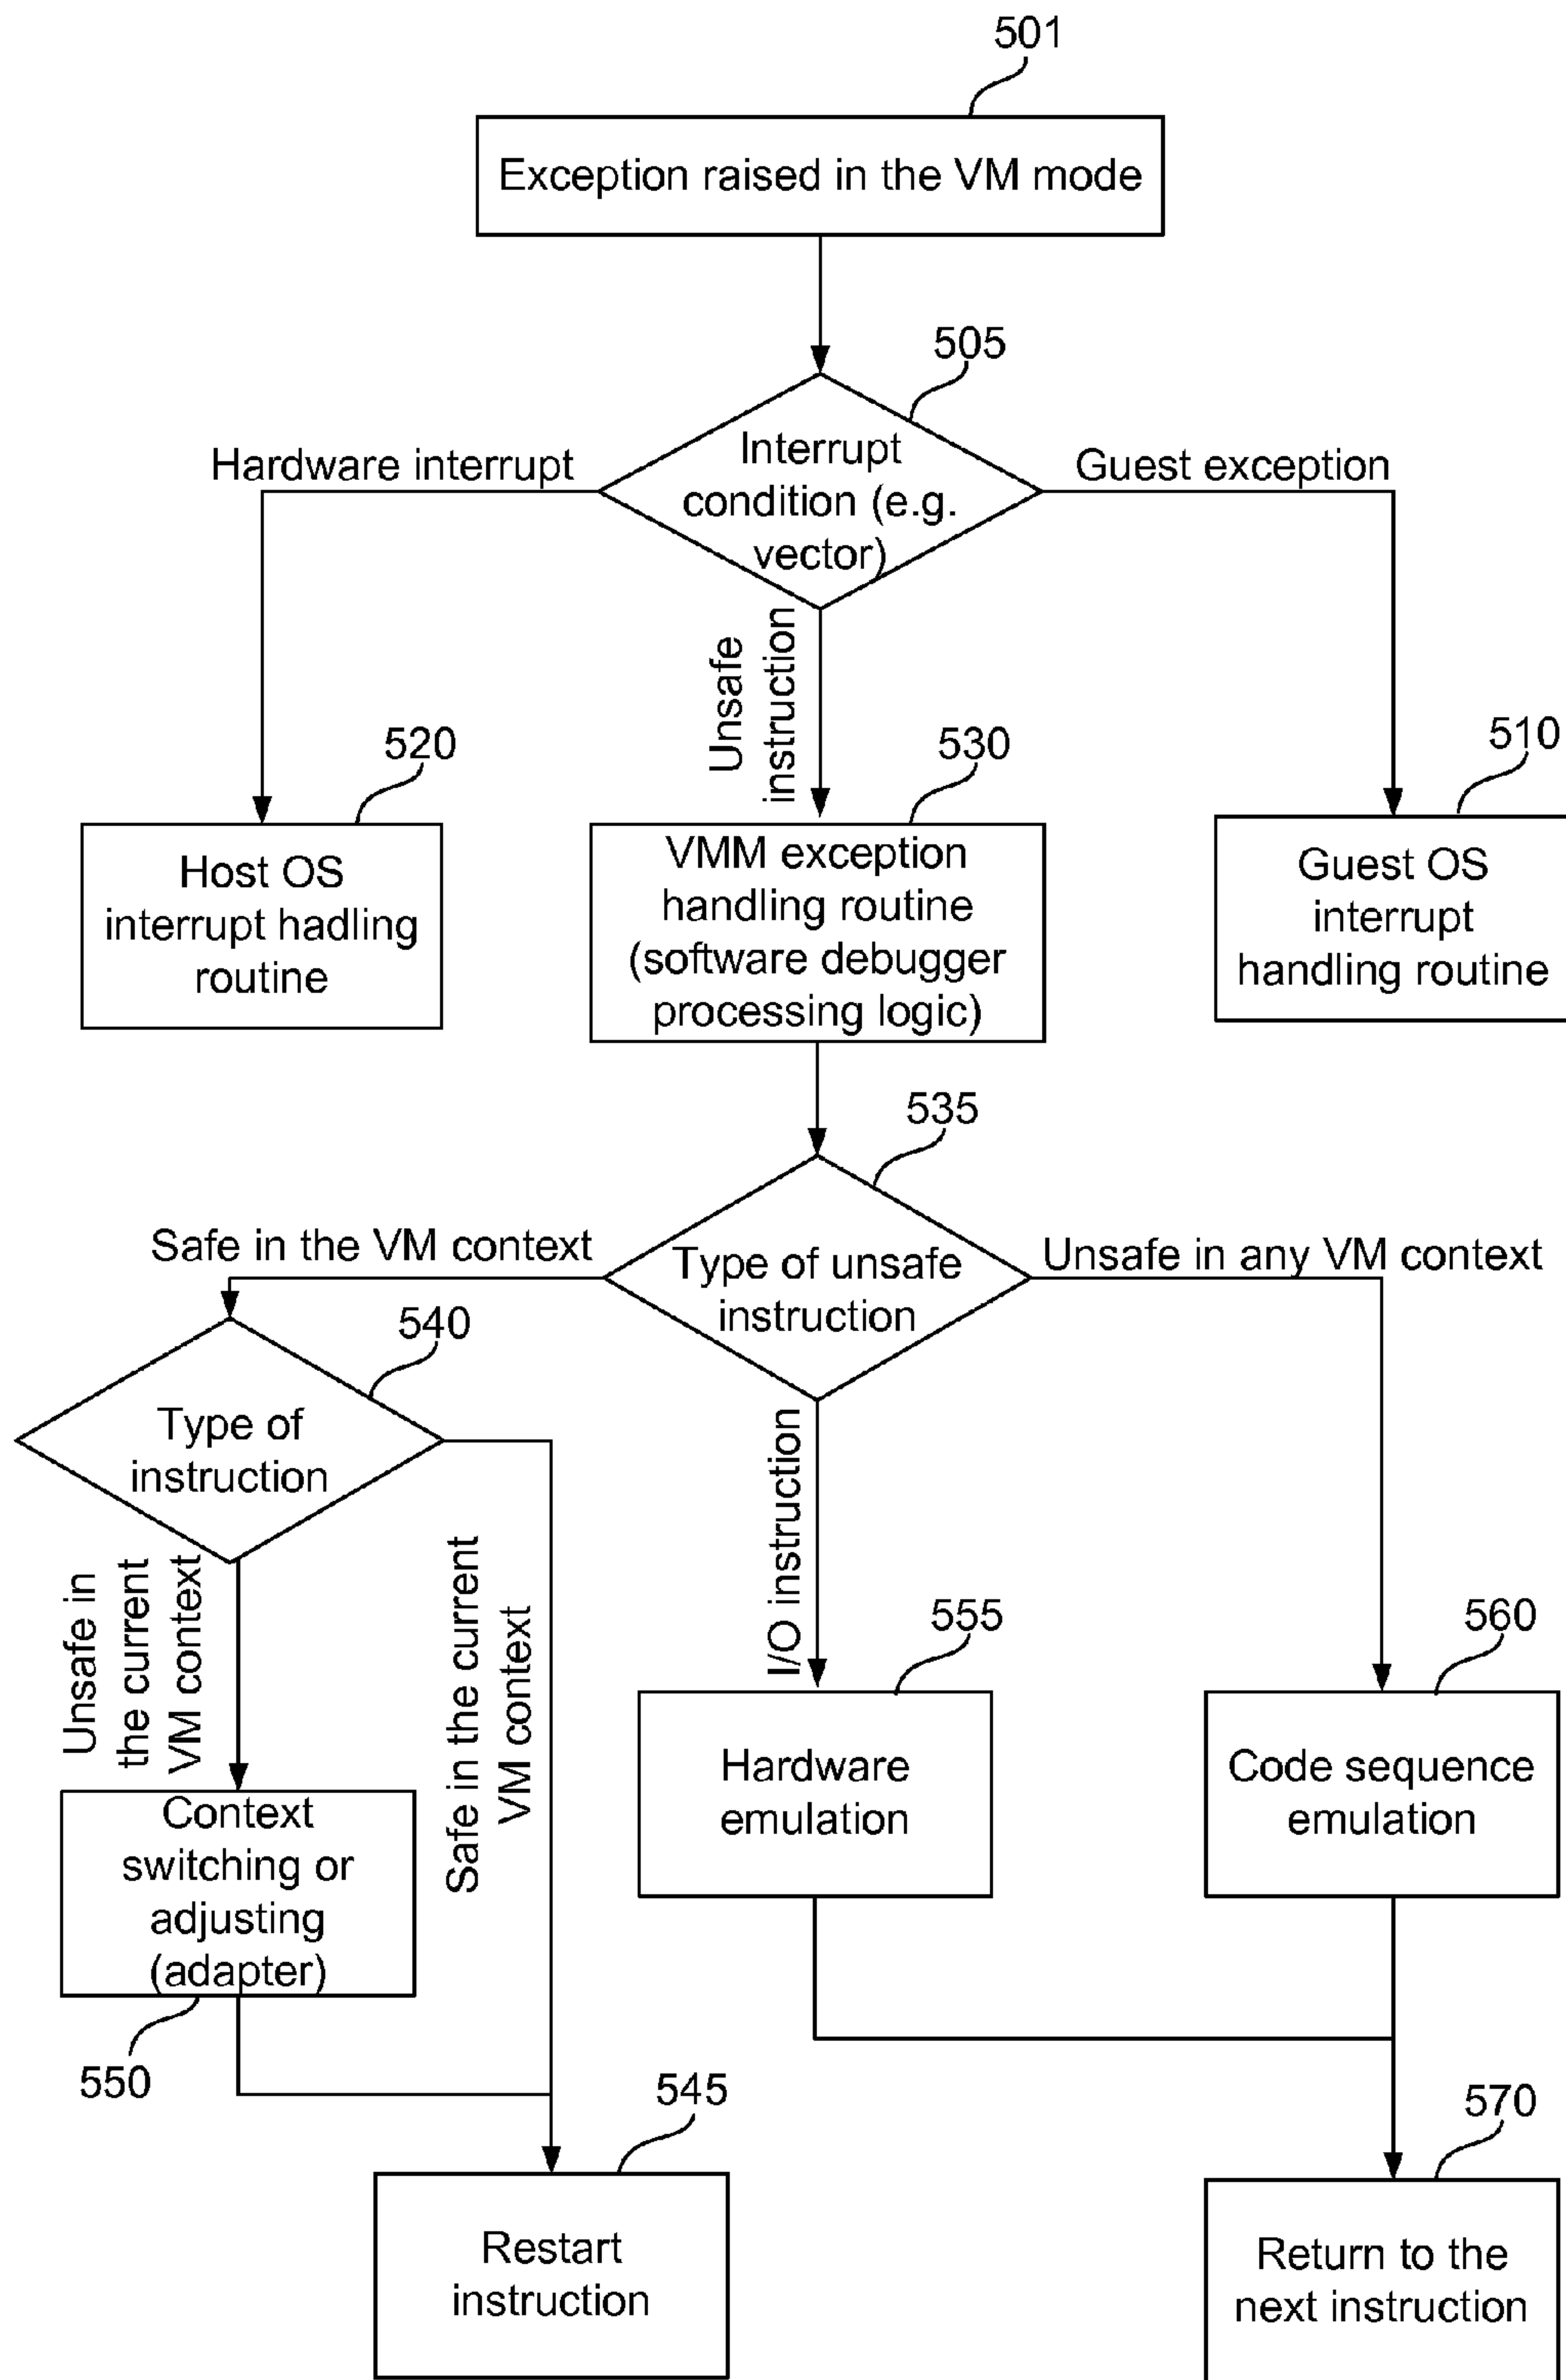 501
Exception raised in the VM mode
505
Hardware interrupt
Interrupt
condition (e.g.
vector)
Guest exception
Unsafe
instruction
520
530
510
Host OS
interrupt hadling
routine
VMM exception
handling routine
(software debugger
processing logic)
Guest OS
interrupt
handling routine
535
Safe in the VM context
Type of unsafe
instruction
Unsafe in any VM context
540
Type of
instruction
Unsafe in
the current
VM context
Safe in the current
VM context
I/O instruction
555
560
Context
switching or
adjusting
(adapter)
Hardware
emulation
Code sequence
emulation
550
545
570
Restart
instruction
Return to the
next instruction